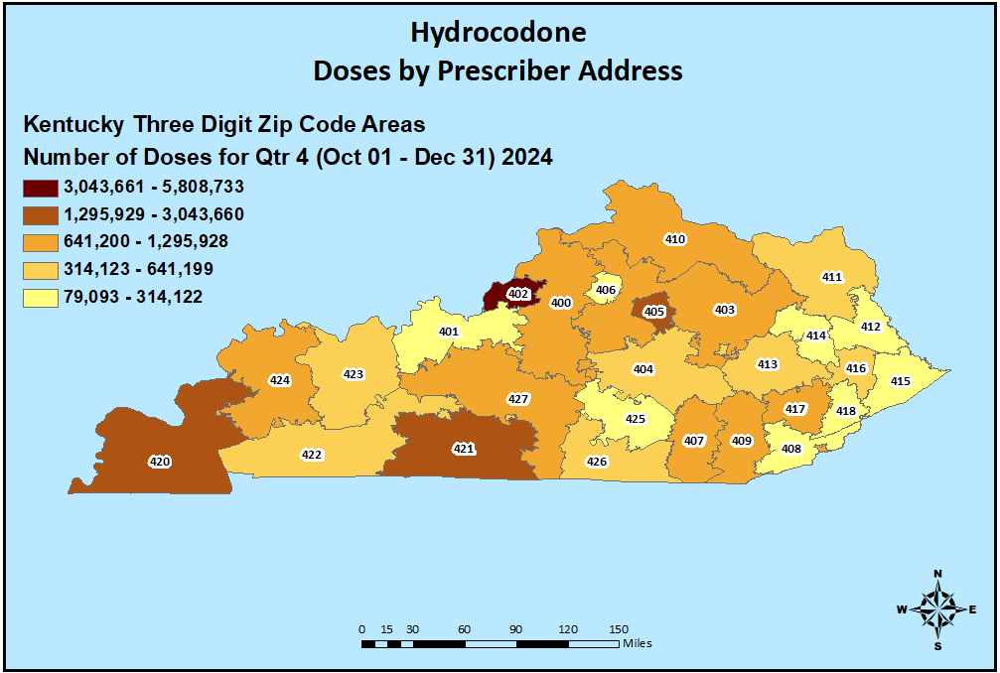 Hydrocodone
Doses by Prescriber Address
Kentucky Three Digit Zip Code Areas
Number of Doses for Qtr 4 (Oct 01 - Dec 31) 2024
3,043,661 - 5,808,733
1,295,929 - 3,043,660
641,200 - 1,295,928
314,123 - 641,199
79,093 - 314,122
410
411
402
406
400
405
403
412
401
414
404
413
416
423
424
415
427
417
418
425
407
409
421
408
422
420
426
N
W E
S
0 15 30 60 90 120 150
Miles